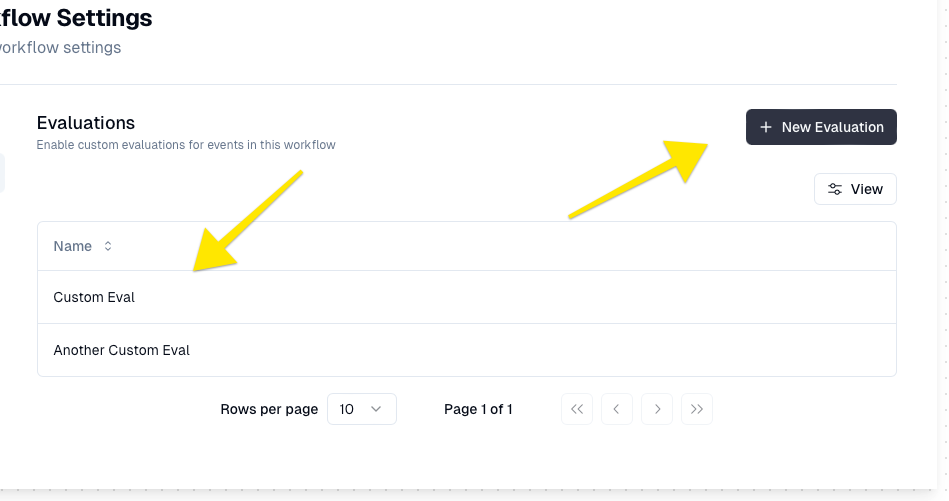 flow Settings
workflow settings
Evaluations
Enable custom evaluations for events in this workflow
+ New Evaluation
View
Name
Custom Eval
Another Custom Eval
Rows per page 10 Page 1 of 1